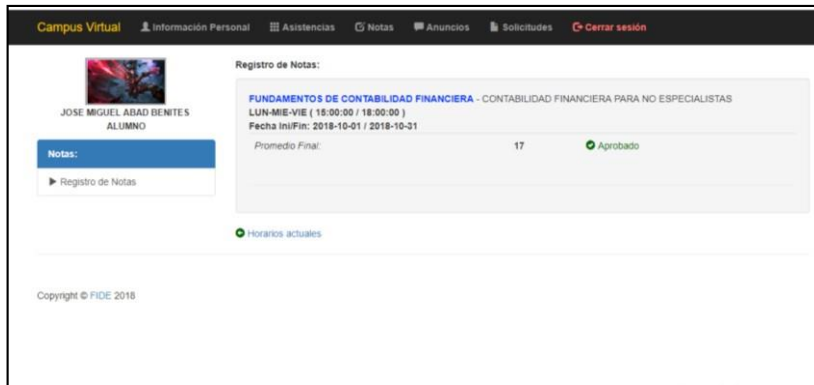 Campus Virtual Información Personal Asistencias Notas Anuncios Solicitudes Cerrar sesión
JOSE MIGUEL ABAD BENITES
ALUMNO
Notas:
Registro de Notas
Registro de Notas:
FUNDAMENTOS DE CONTABILIDAD FINANCIERA - CONTABILIDAD FINANCIERA PARA NO ESPECIALISTAS
LUN-MIE-VIE ( 15:00:00 / 18:00:00 )
Fecha Ini/Fin: 2018-10-01 / 2018-10-31
Promedio Final: 17 Aprobado
Horarios actuales
Copyright © FIDE 2018